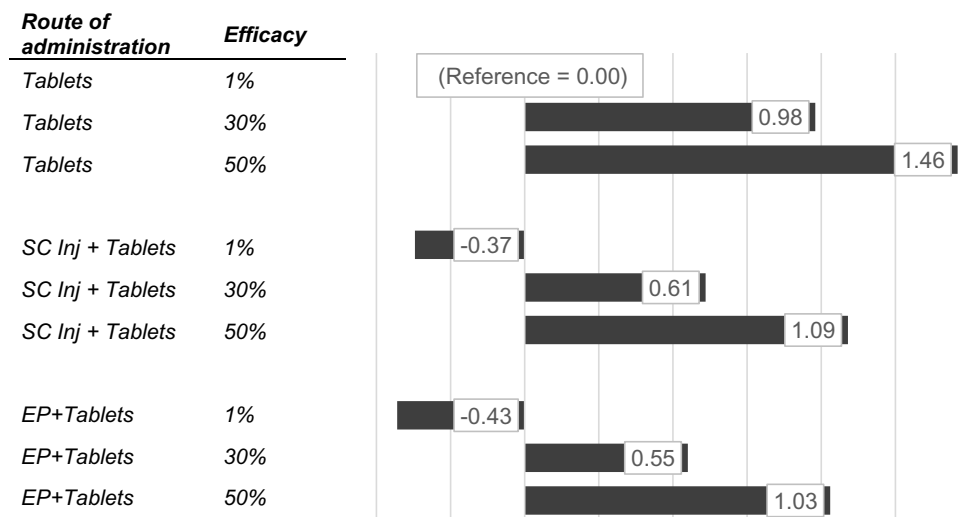 Route of
administration Efficacy
Tablets 1% (Reference = 0.00)
Tablets 30% 0.98
Tablets 50% 1.46
SC Inj + Tablets 1% -0.37
SC Inj + Tablets 30% 0.61
SC Inj + Tablets 50% 1.09
EP+Tablets 1% -0.43
EP+Tablets 30% 0.55
EP+Tablets 50% 1.03